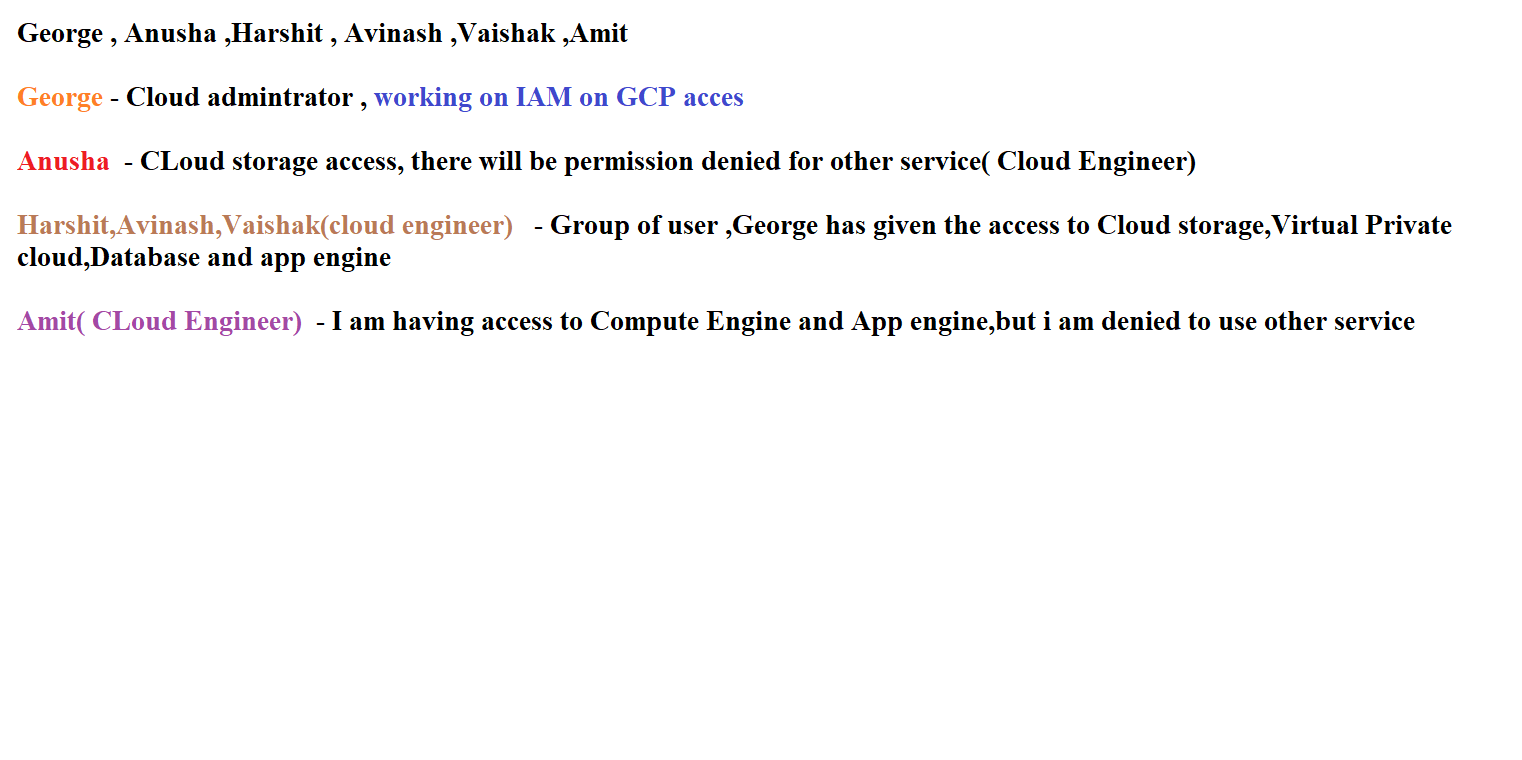 George , Anusha ,Harshit , Avinash ,Vaishak ,Amit
George - Cloud admintrator , working on IAM on GCP acces
Anusha  - CLoud storage access, there will be permission denied for other service( Cloud Engineer)
Harshit,Avinash,Vaishak(cloud engineer)   - Group of user ,George has given the access to Cloud storage,Virtual Private
cloud,Database and app engine
Amit( CLoud Engineer)  - I am having access to Compute Engine and App engine,but i am denied to use other service